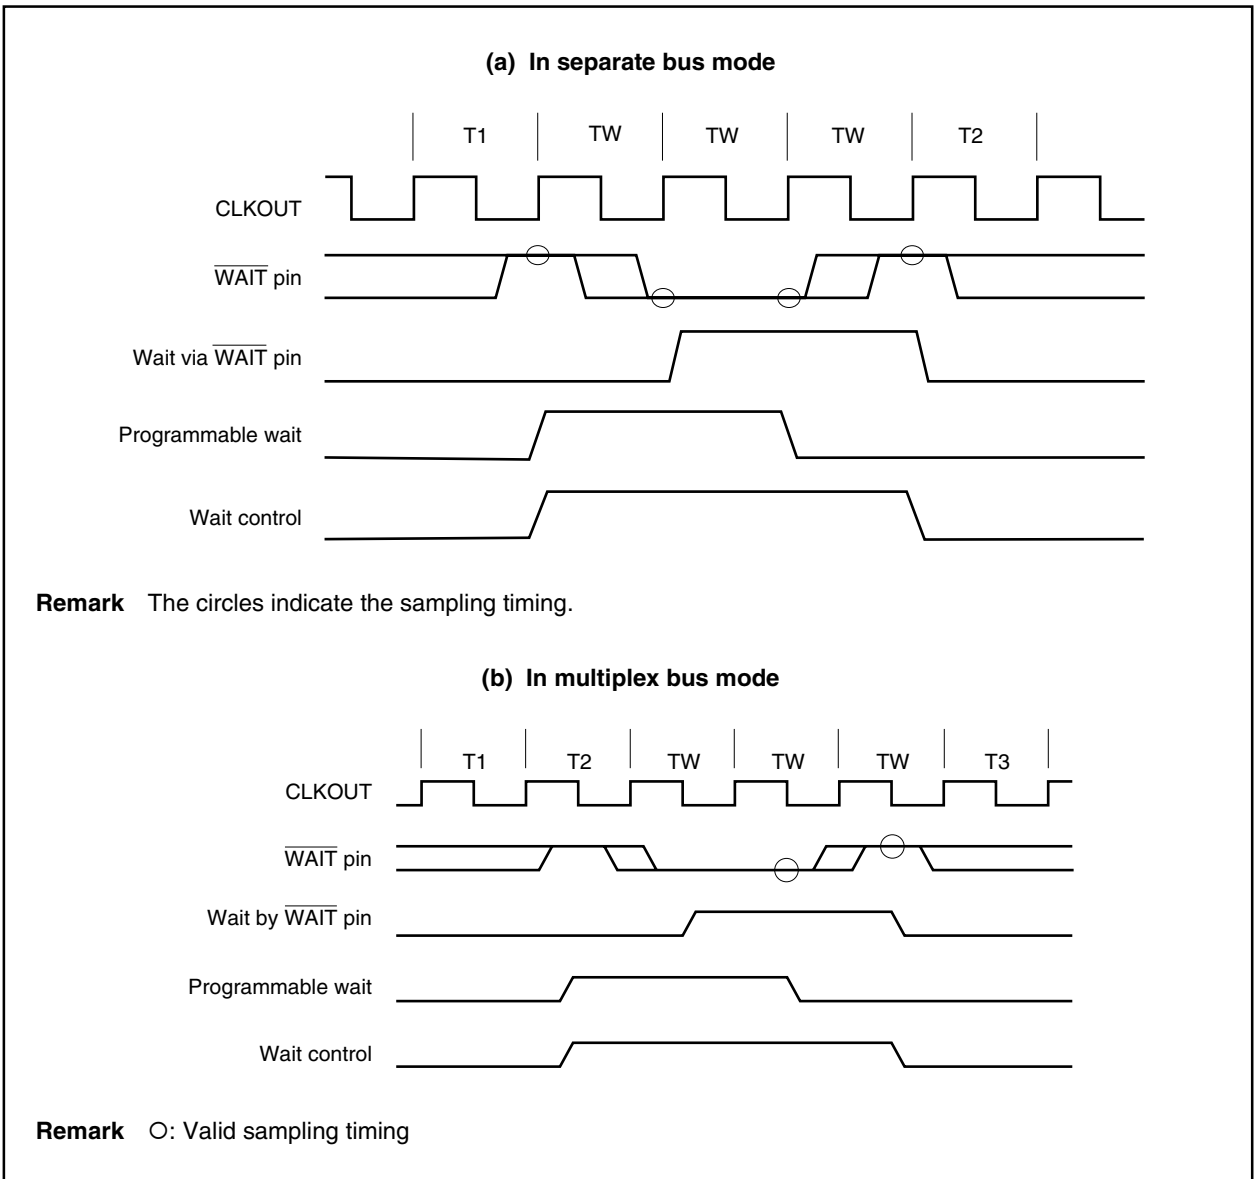 (a) In separate bus mode
T1 TW TW TW T2
CLKOUT
WAIT pin
Wait via WAIT pin
Programmable wait
Wait control
Remark The circles indicate the sampling timing.
(b) In multiplex bus mode
T1 T2 TW TW TW T3
CLKOUT
WAIT pin
Wait by WAIT pin
Programmable wait
Wait control
Remark ○: Valid sampling timing